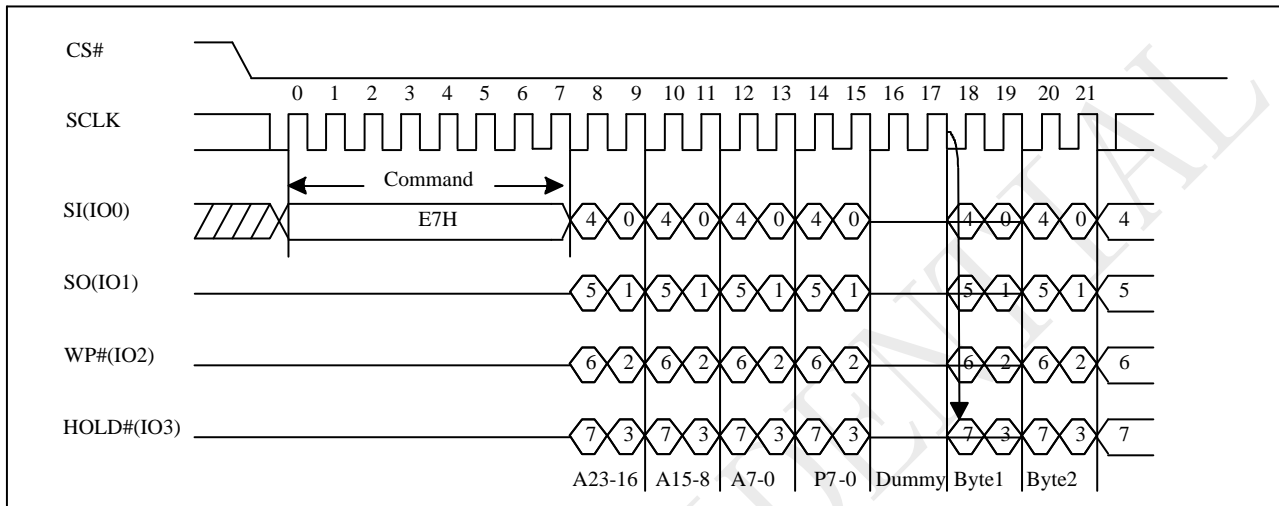 CS#
0 1 2 3 4 5 6 7 8 9 10 11 12 13 14 15 16 17 18 19 20 21
SCLK
Command
SI(IO0) E7H 4 0 4 0 4 0 4 0 4 0 4 0 4
SO(IO1) 5 1 5 1 5 1 5 1 5 1 5 1 5
WP#(IO2) 6 2 6 2 6 2 6 2 6 2 6 2 6
HOLD#(IO3) 7 3 7 3 7 3 7 3 7 3 7 3 7
A23-16 A15-8 A7-0 P7-0 Dummy Byte1 Byte2
DENTIAL